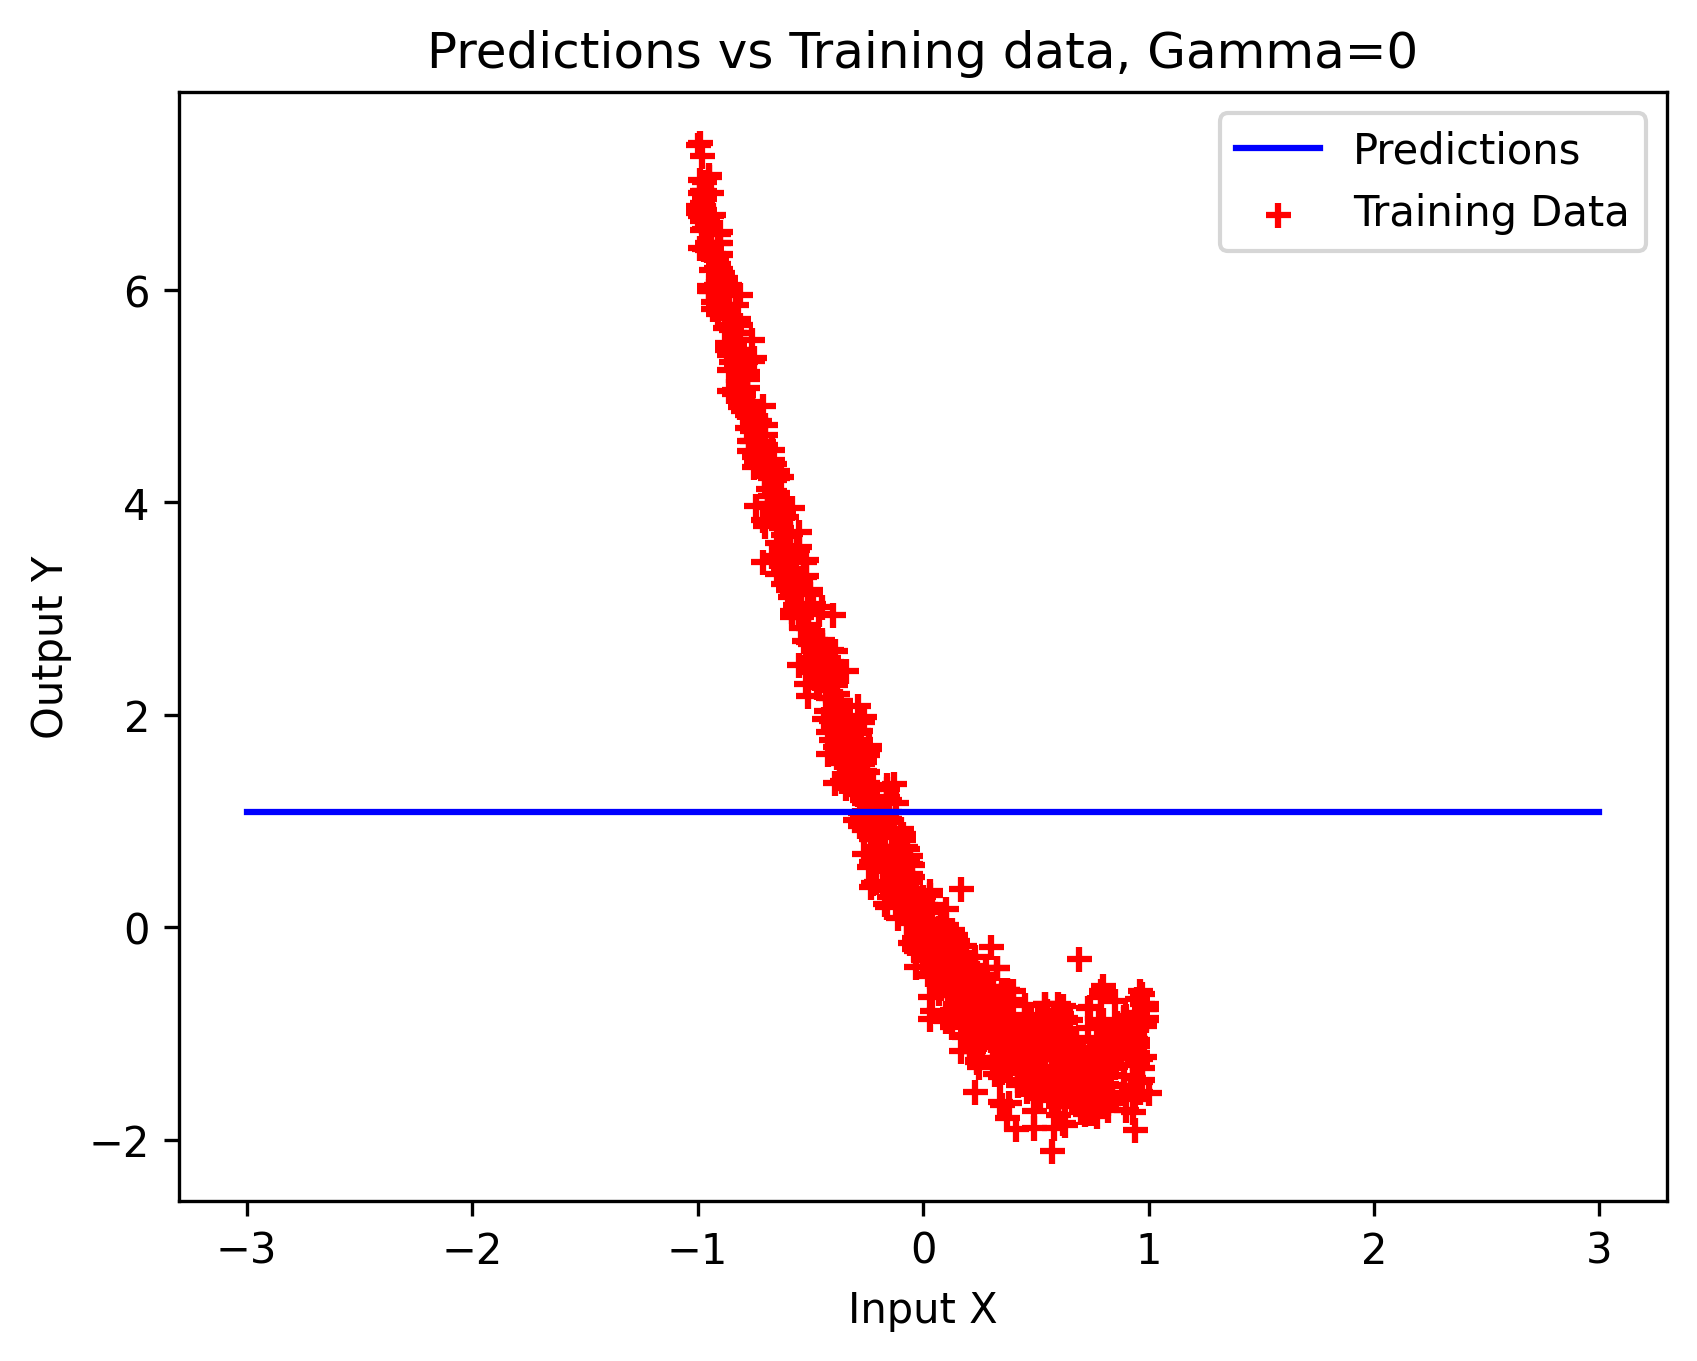 Predictions vs Training data, Gamma=0
Predictions
Training Data
6
4
2
0
−2
Output Y
−3 −2 −1 0 1 2 3
Input X